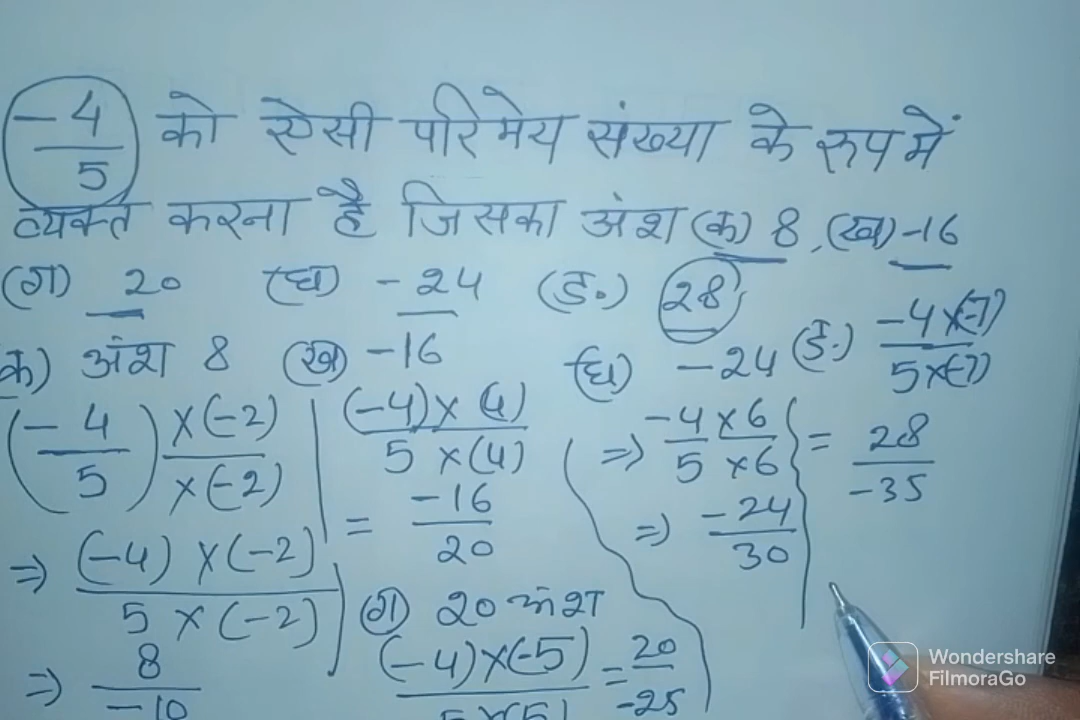 -4/5 को ऐसी परिमेय संख्या के रुप में
व्यक्त करना है जिसका अंश (क) 8, (ख) -16
(ग) 20 (घ) -24 (ङ.) 28,
क) अंश 8
(-4/5) ×(-2)/×(-2)
⇒ (-4) ×(-2)/5 ×(-2)
⇒ 8/-10
(ख) -16
(-4)× (4)/5 ×(4)
= -16/20
(ग) 20 अंश
(-4)×(-5)/5×(5) = 20/-25
(घ) -24
⇒ -4×6/5×6
⇒ -24/30
(ङ.) -4×(-7)/5×(-7)
= 28/-35
Wondershare
FilmoraGo